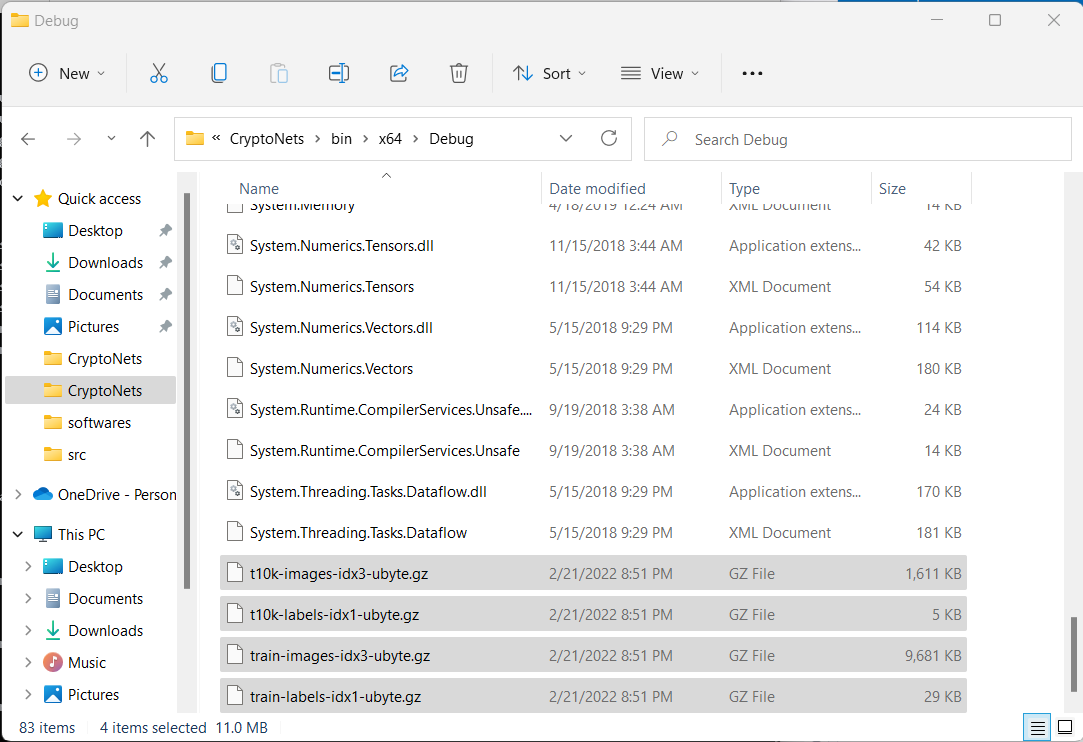 Debug
New
Sort
View
« CryptoNets > bin > x64 > Debug
Search Debug
Quick access
Desktop
Downloads
Documents
Pictures
CryptoNets
CryptoNets
softwares
src
OneDrive - Person
This PC
Desktop
Documents
Downloads
Music
Pictures
Name Date modified Type Size
System.Memory 4/18/2019 12:24 AM XML Document 14 KB
System.Numerics.Tensors.dll 11/15/2018 3:44 AM Application extens... 42 KB
System.Numerics.Tensors 11/15/2018 3:44 AM XML Document 54 KB
System.Numerics.Vectors.dll 5/15/2018 9:29 PM Application extens... 114 KB
System.Numerics.Vectors 5/15/2018 9:29 PM XML Document 180 KB
System.Runtime.CompilerServices.Unsafe.... 9/19/2018 3:38 AM Application extens... 24 KB
System.Runtime.CompilerServices.Unsafe 9/19/2018 3:38 AM XML Document 14 KB
System.Threading.Tasks.Dataflow.dll 5/15/2018 9:29 PM Application extens... 170 KB
System.Threading.Tasks.Dataflow 5/15/2018 9:29 PM XML Document 181 KB
t10k-images-idx3-ubyte.gz 2/21/2022 8:51 PM GZ File 1,611 KB
t10k-labels-idx1-ubyte.gz 2/21/2022 8:51 PM GZ File 5 KB
train-images-idx3-ubyte.gz 2/21/2022 8:51 PM GZ File 9,681 KB
train-labels-idx1-ubyte.gz 2/21/2022 8:51 PM GZ File 29 KB
83 items 4 items selected 11.0 MB